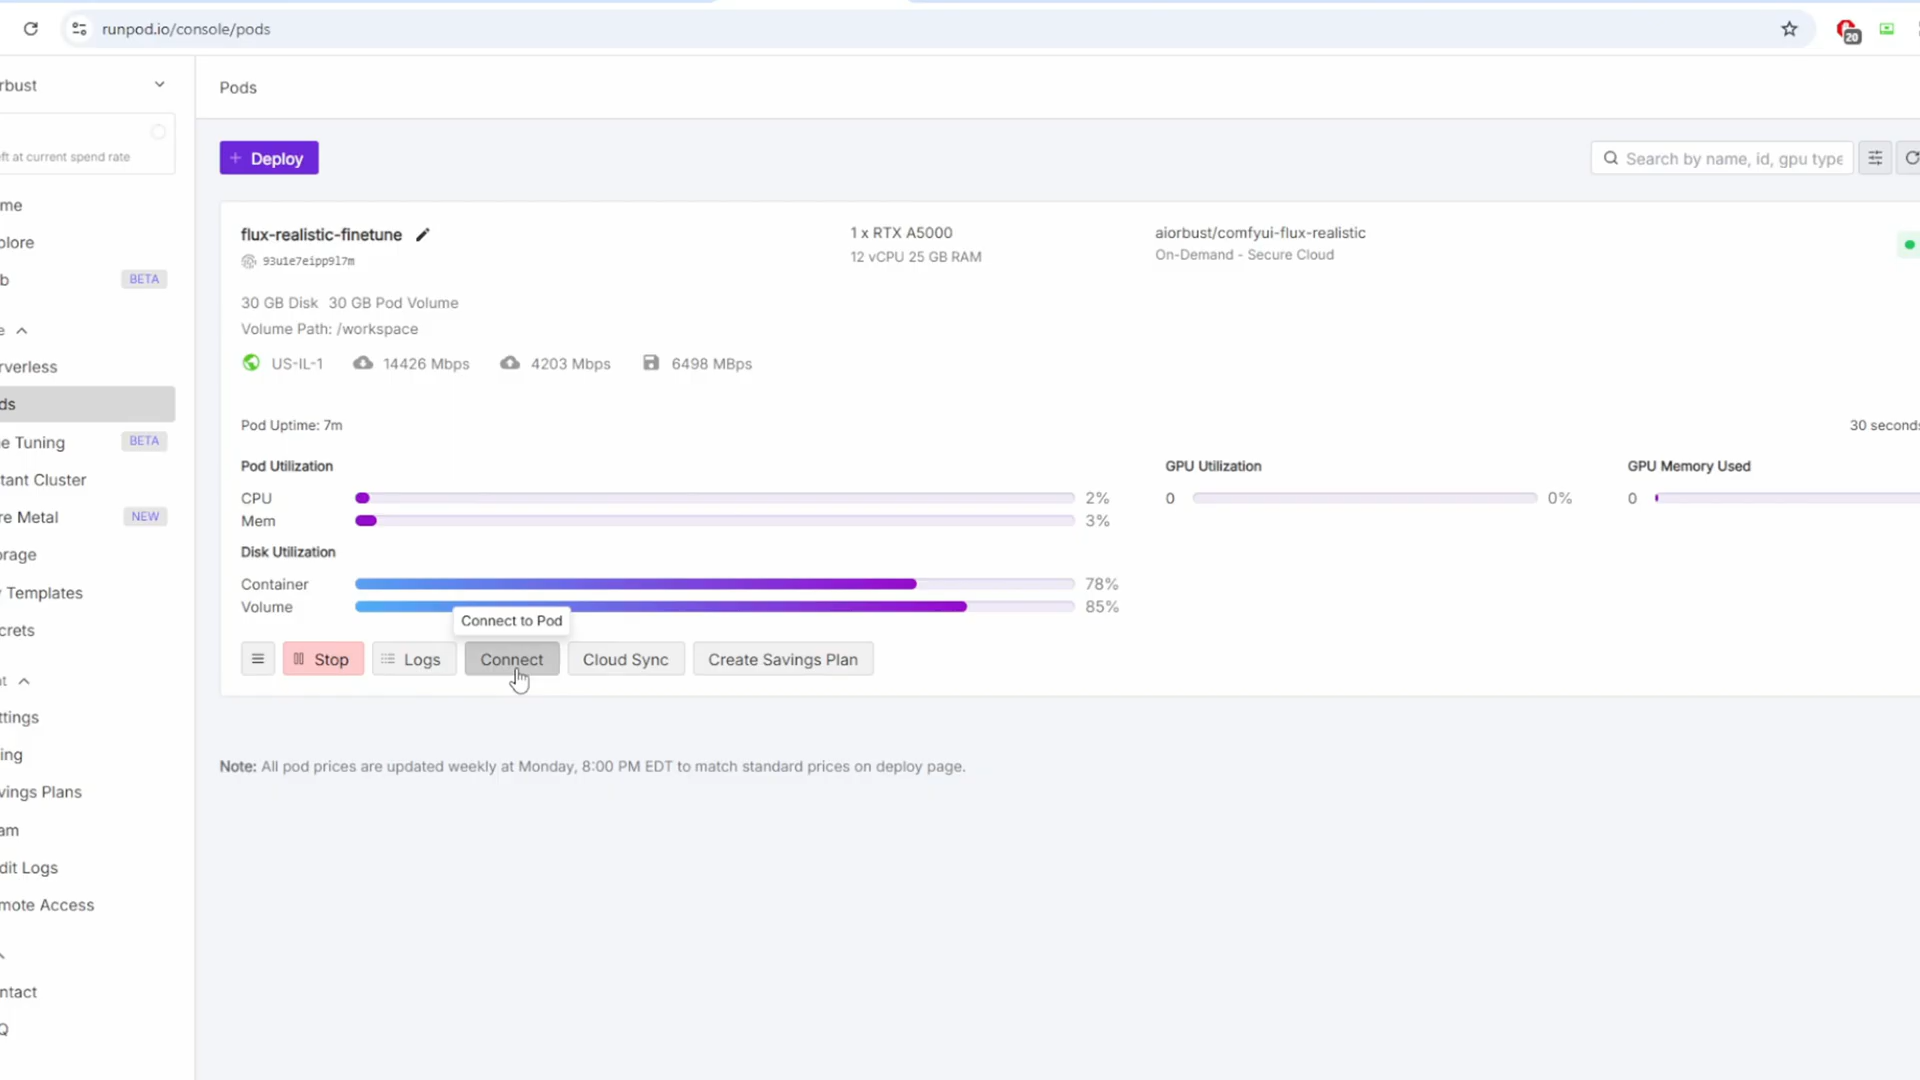 runpod.io/console/pods
20
rbust
ft at current spend rate
me
plore
b BETA
e
rverless
ds
e Tuning BETA
tant Cluster
re Metal NEW
orage
y Templates
crets
t
ttings
ing
vings Plans
am
dit Logs
mote Access
ntact
Q
Pods
+ Deploy
Search by name, id, gpu type
flux-realistic-finetune
93u1e7eipp9l7m
1 x RTX A5000
12 vCPU 25 GB RAM
aiorbust/comfyui-flux-realistic
On-Demand - Secure Cloud
30 GB Disk 30 GB Pod Volume
Volume Path: /workspace
US-IL-1 14426 Mbps 4203 Mbps 6498 MBps
Pod Uptime: 7m
30 seconds
Pod Utilization
CPU 2%
Mem 3%
Disk Utilization
Container 78%
Volume 85%
GPU Utilization
0 0%
GPU Memory Used
0
Connect to Pod
Stop
Logs
Connect
Cloud Sync
Create Savings Plan
Note: All pod prices are updated weekly at Monday, 8:00 PM EDT to match standard prices on deploy page.